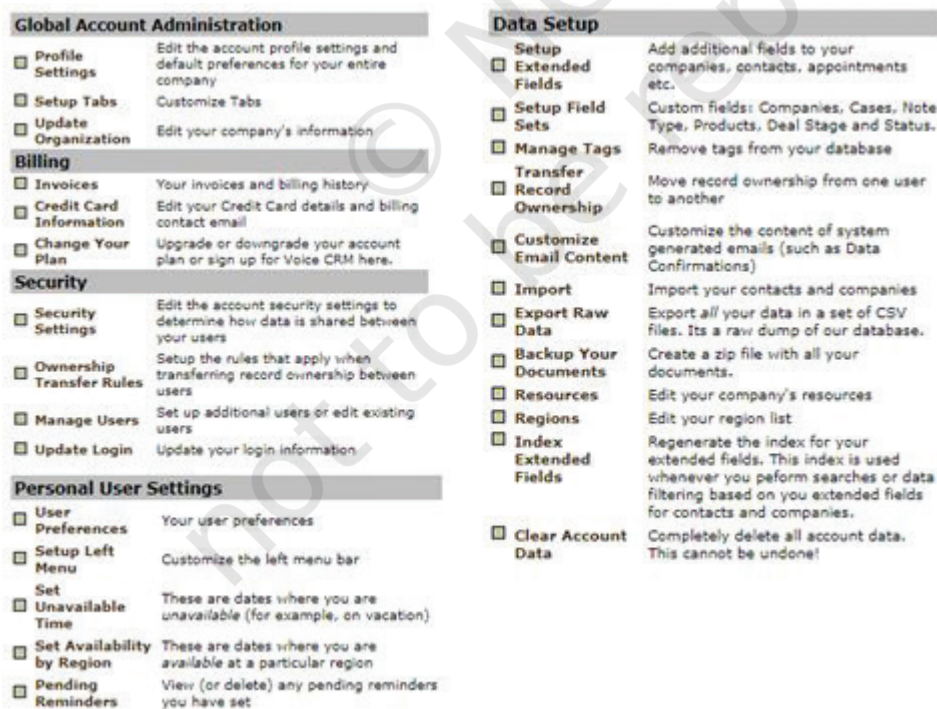 Global Account Administration
Profile Settings
Edit the account profile settings and
default preferences for your entire
company
Setup Tabs
Customize Tabs
Update Organization
Edit your company's information
Billing
Invoices
Your invoices and billing history
Credit Card Information
Edit your Credit Card details and billing
contact email
Change Your Plan
Upgrade or downgrade your account
plan or sign up for Voice CRM here.
Security
Security Settings
Edit the account security settings to
determine how data is shared between
your users
Ownership Transfer Rules
Setup the rules that apply when
transferring record ownership between
users
Manage Users
Set up additional users or edit existing
users
Update Login
Update your login information
Personal User Settings
User Preferences
Your user preferences
Setup Left Menu
Customize the left menu bar
Set Unavailable Time
These are dates where you are
unavailable (for example, on vacation)
Set Availability by Region
These are dates where you are
available at a particular region
Pending Reminders
View (or delete) any pending reminders
you have set
Data Setup
Setup Extended Fields
Add additional fields to your
companies, contacts, appointments
etc.
Setup Field Sets
Custom fields: Companies, Cases, Note
Type, Products, Deal Stage and Status.
Manage Tags
Remove tags from your database
Transfer Record Ownership
Move record ownership from one user
to another
Customize Email Content
Customize the content of system
generated emails (such as Data
Confirmations)
Import
Import your contacts and companies
Export Raw Data
Export all your data in a set of CSV
files. Its a raw dump of our database.
Backup Your Documents
Create a zip file with all your
documents.
Resources
Edit your company's resources
Regions
Edit your region list
Index Extended Fields
Regenerate the index for your
extended fields. This index is used
whenever you peform searches or data
filtering based on you extended fields
for contacts and companies.
Clear Account Data
Completely delete all account data.
This cannot be undone!
not to be